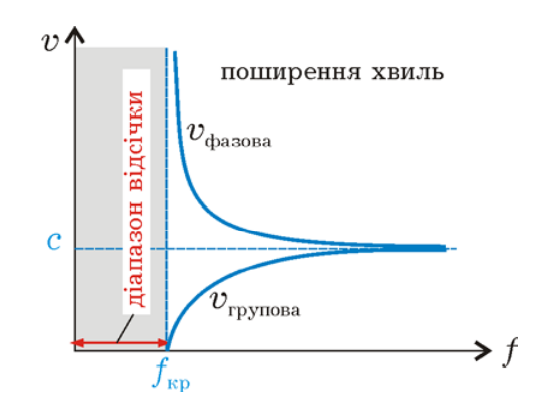 v
поширення хвиль
vфазова
діапазон відсічки
c
vгрупова
f
fкр